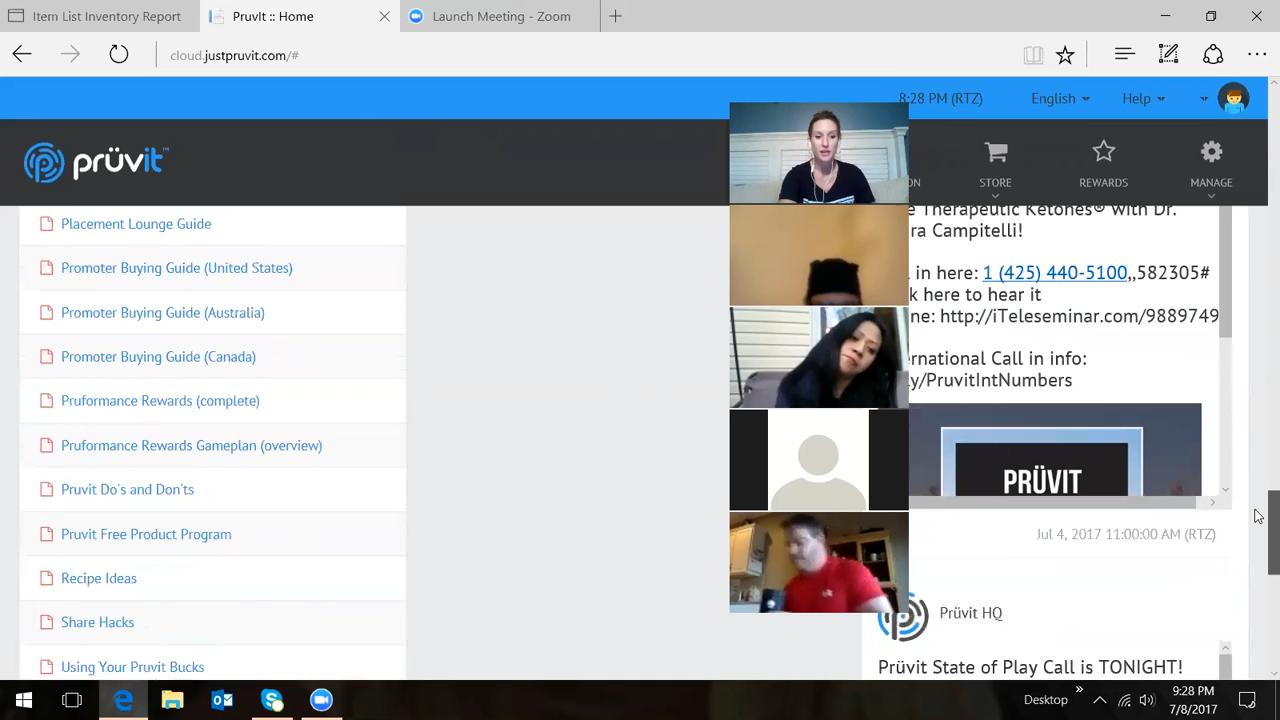 Item List Inventory Report
PruvIt :: Home
Launch Meeting - Zoom
cloud.justpruvit.com/#
8:28 PM (RTZ)
English
Help
prüvit™
ON
STORE
REWARDS
MANAGE
Placement Lounge Guide
Promoter Buying Guide (United States)
Promoter Buying Guide (Australia)
Promoter Buying Guide (Canada)
Pruformance Rewards (complete)
Pruformance Rewards Gameplan (overview)
Pruvit Do's and Don'ts
Pruvit Free Product Program
Recipe Ideas
Share Hacks
Using Your Pruvit Bucks
e Therapeutic Ketones® with Dr.
ra Campitelli!
in here: 1 (425) 440-5100,,582305#
k here to hear it
ne: http://iTeleseminar.com/9889749
ernational Call in info:
y/PruvitIntNumbers
PRÜVIT
Jul 4, 2017 11:00:00 AM (RTZ)
Prüvit HQ
Prüvit State of Play Call is TONIGHT!
Desktop
9:28 PM
7/8/2017